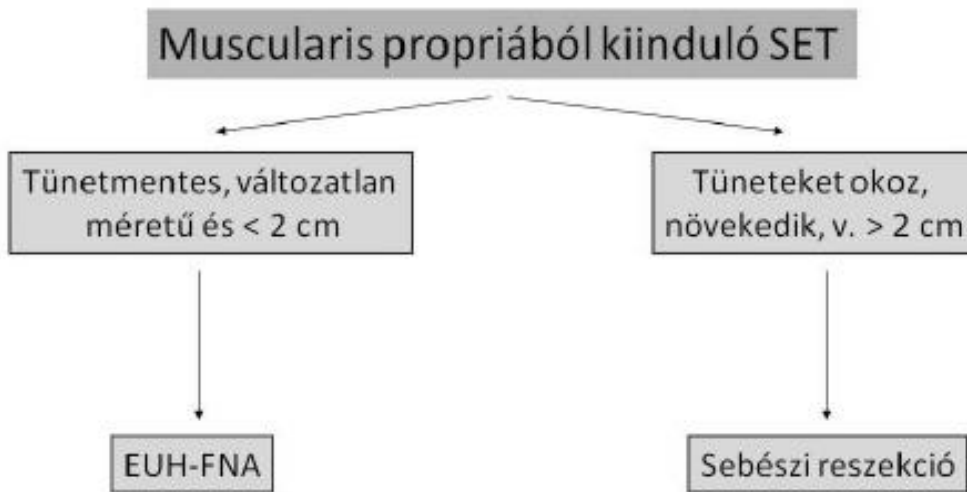 Muscularis propriából kiinduló SET
Tünetmentes, változatlan
méretű és < 2 cm
Tüneteket okoz,
növekedik, v. > 2 cm
EUH-FNA
Sebészi reszekció